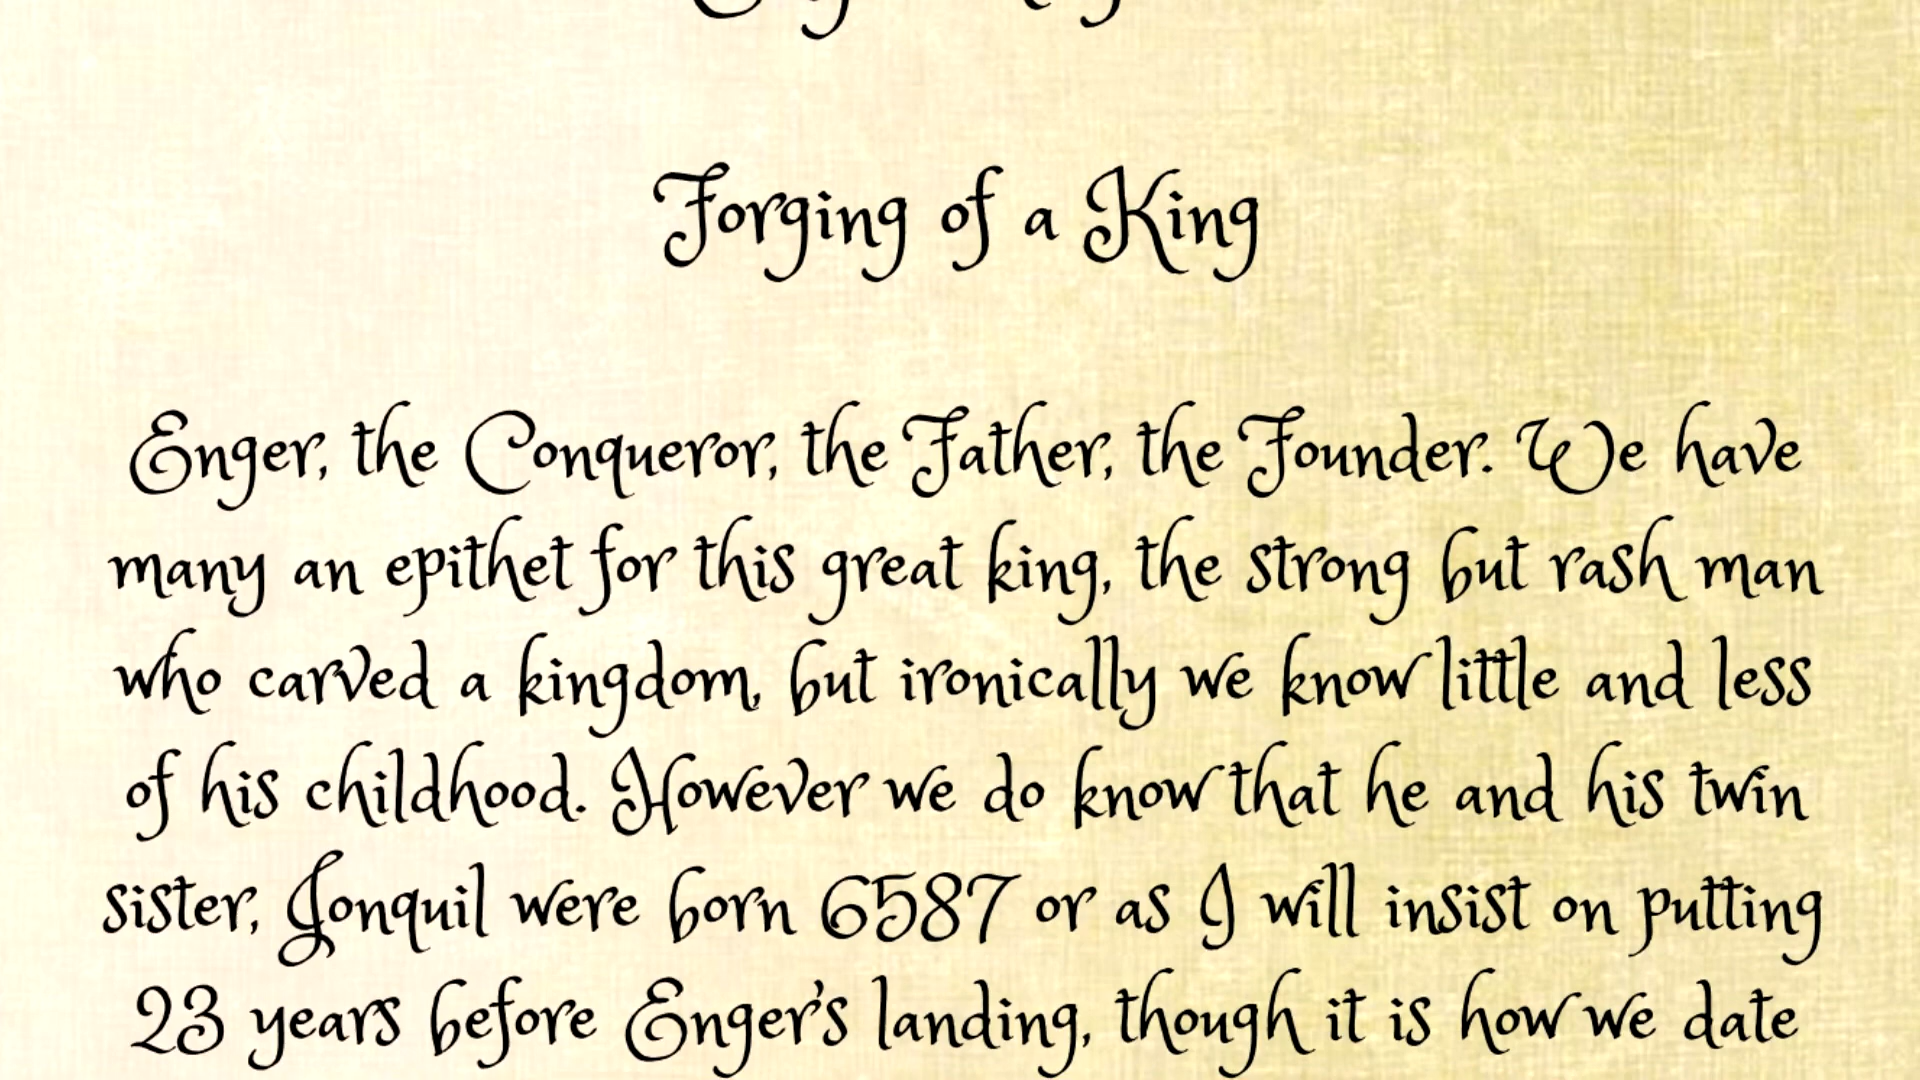 Forging of a King
Enger, the Conqueror, the Father, the Founder. We have
many an epithet for this great king, the strong but rash man
who carved a kingdom, but ironically we know little and less
of his childhood. However we do know that he and his twin
sister, Jonquil were born 6587 or as I will insist on putting
23 years before Enger's landing, though it is how we date